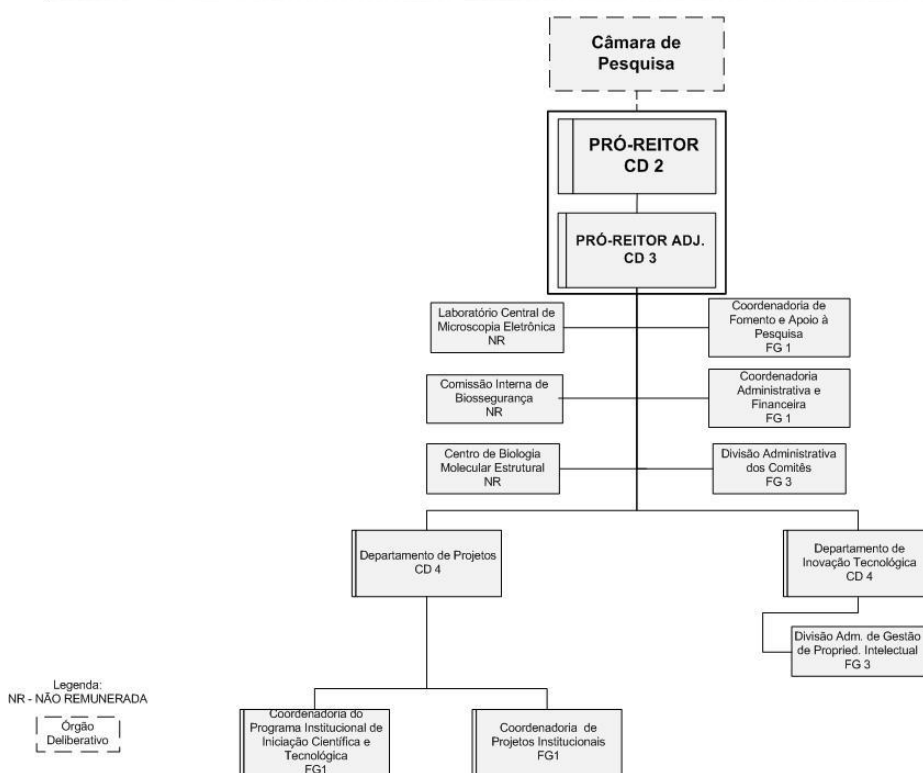 Câmara de
Pesquisa
PRÓ-REITOR
CD 2
PRÓ-REITOR ADJ.
CD 3
Laboratório Central de
Microscopia Eletrônica
NR
Coordenadoria de
Fomento e Apoio à
Pesquisa
FG 1
Comissão Interna de
Biossegurança
NR
Coordenadoria
Administrativa e
Financeira
FG 1
Centro de Biologia
Molecular Estrutural
NR
Divisão Administrativa
dos Comitês
FG 3
Departamento de Projetos
CD 4
Departamento de
Inovação Tecnológica
CD 4
Divisão Adm. de Gestão
de Propried. Intelectual
FG 3
Legenda:
NR - NÃO REMUNERADA
Órgão
Deliberativo
Coordenadoria do
Programa Institucional de
Iniciação Científica e
Tecnológica
FG1
Coordenadoria de
Projetos Institucionais
FG1